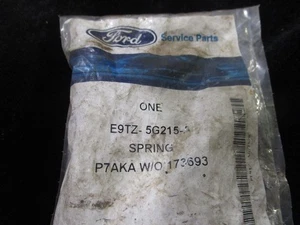 Ford Service Parts
ONE
E9TZ- 5G215-
SPRING
P7AKA W/O 173693